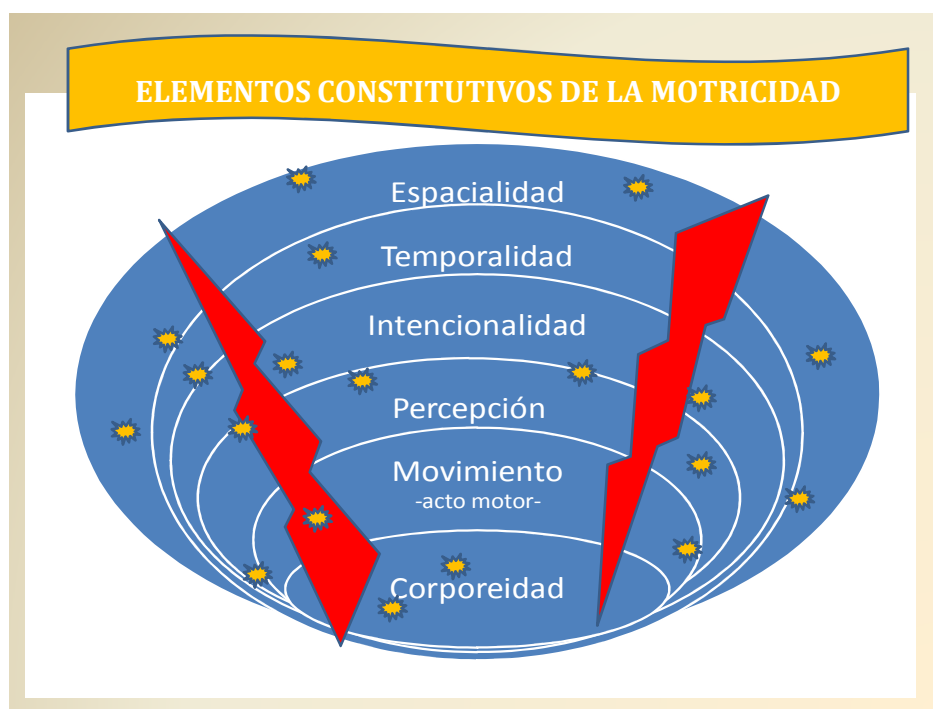 ELEMENTOS CONSTITUTIVOS DE LA MOTRICIDAD
Espacialidad
Temporalidad
Intencionalidad
Percepción
Movimiento
-acto motor-
Corporeidad